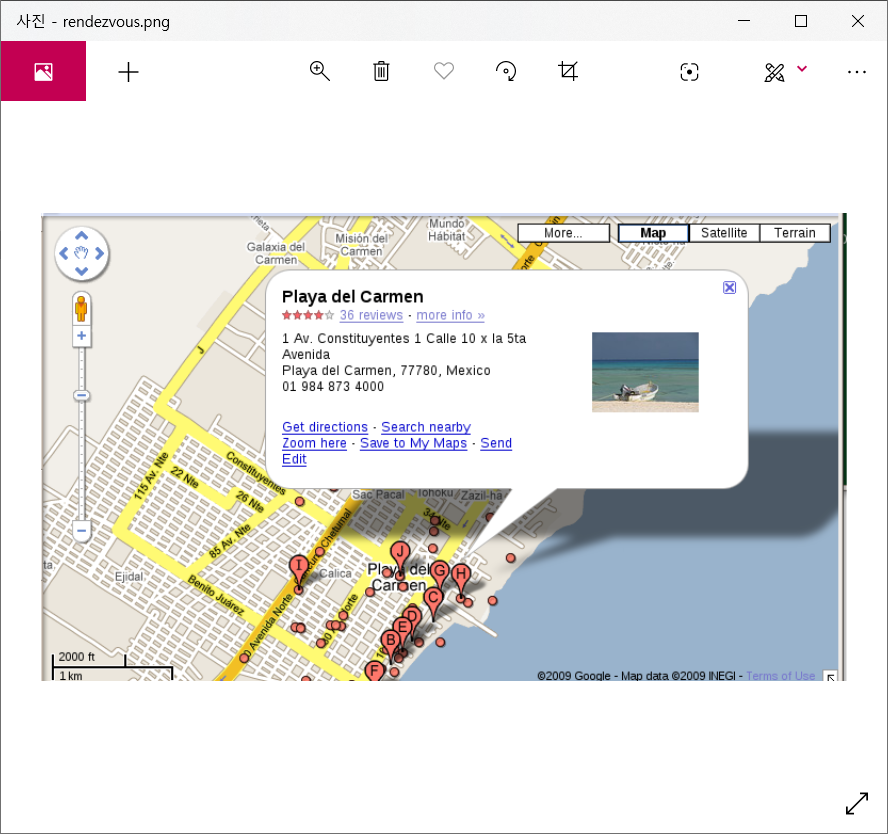 사진 - rendezvous.png
More...
Map
Satellite
Terrain
Galaxia del
Carmen
Misión del
Carmen
Mundo
Hábitat
J
Playa del Carmen
36 reviews - more info »
1 Av. Constituyentes 1 Calle 10 x la 5ta
Avenida
Playa del Carmen, 77780, Mexico
01 984 873 4000
Get directions - Search nearby
Zoom here - Save to My Maps - Send
Edit
Constituyentes
115 Av. Nte
22 Nte
26 Nte
85 Av. Nte
Sac Pacal
Tohoku
Zazil-ha
34 Nte
Ejidal
Benito Juárez
Calica
Playa del
Carmen
I
J
G
H
C
D
E
B
F
2000 ft
1 km
©2009 Google - Map data ©2009 INEGI - Terms of Use